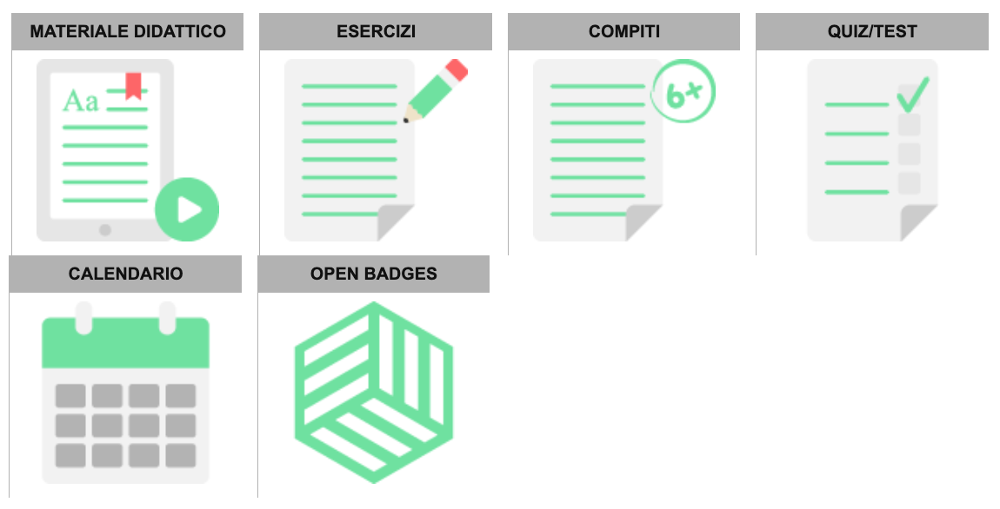 MATERIALE DIDATTICO
ESERCIZI
COMPITI
QUIZ/TEST
Aa
6+
CALENDARIO
OPEN BADGES